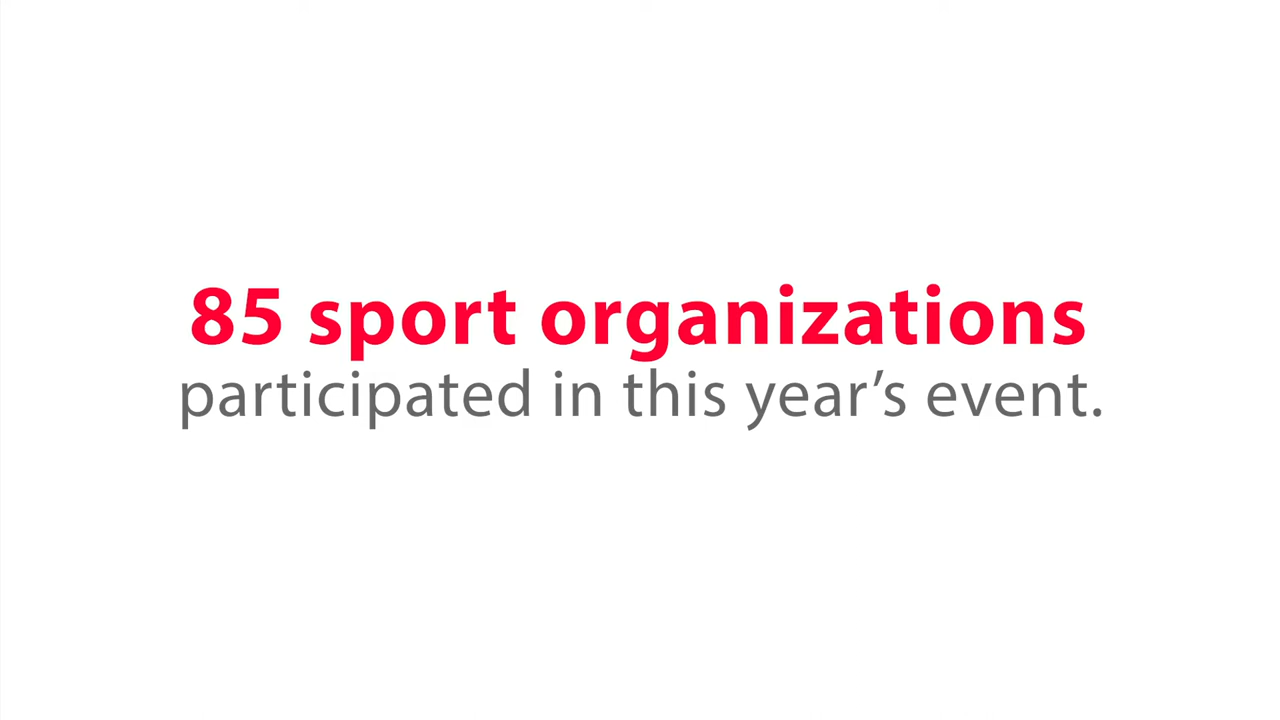 85 sport organizations
participated in this year’s event.